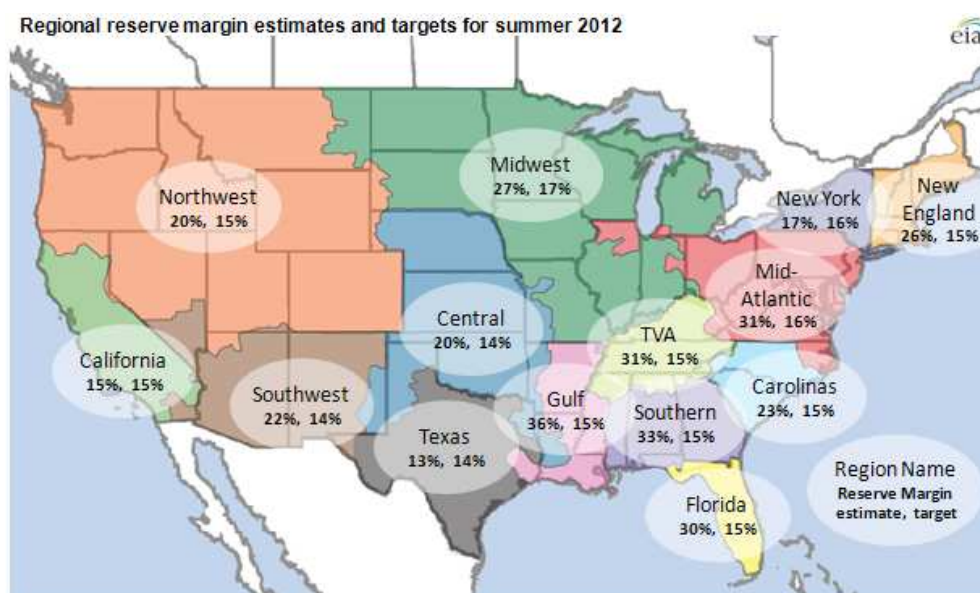 Regional reserve margin estimates and targets for summer 2012
eia
Northwest
20%, 15%
Midwest
27%, 17%
New York
17%, 16%
New
England
26%, 15%
Mid-
Atlantic
31%, 16%
Central
20%, 14%
TVA
31%, 15%
California
15%, 15%
Southwest
22%, 14%
Gulf
36%, 15%
Southern
33%, 15%
Carolinas
23%, 15%
Texas
13%, 14%
Florida
30%, 15%
Region Name
Reserve Margin
estimate, target